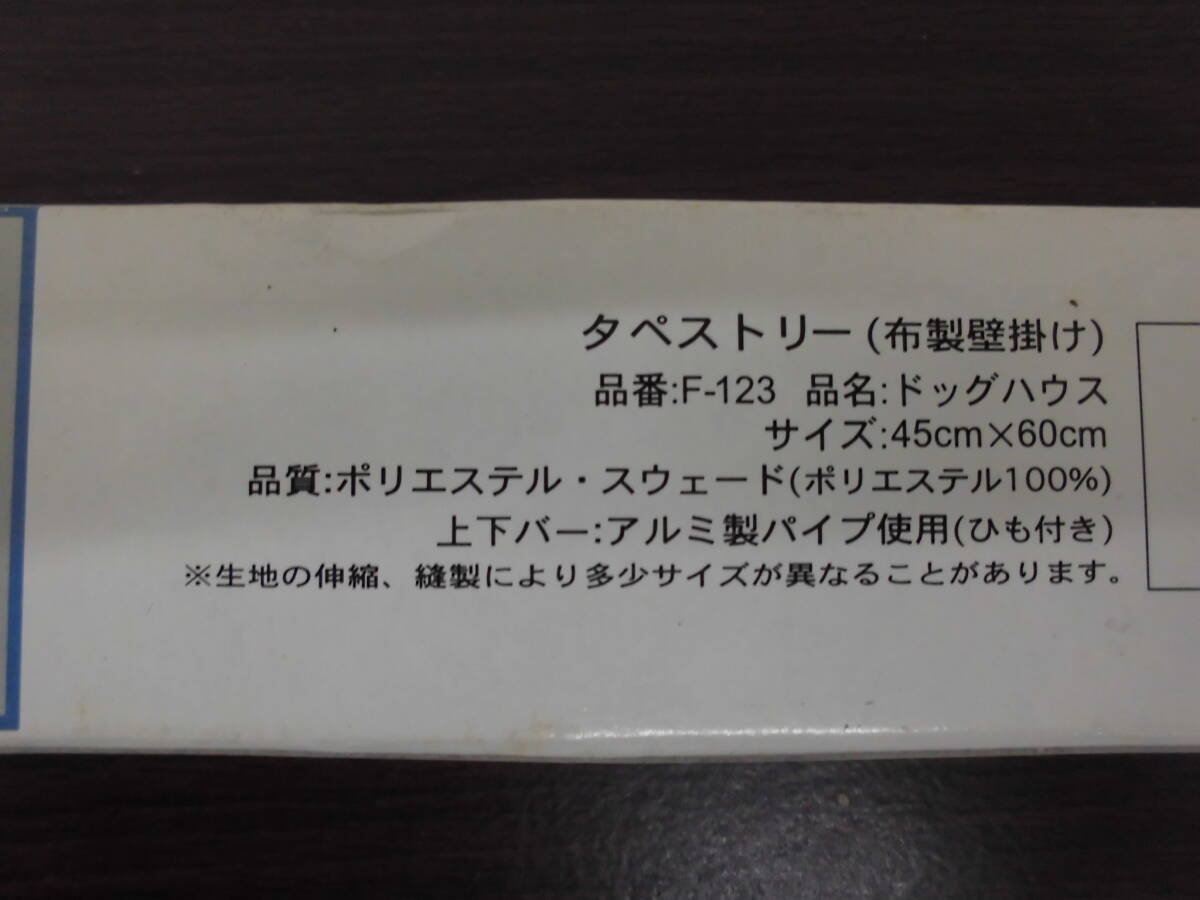 タペストリー(布製壁掛け)
品番:F-123 品名:ドッグハウス
サイズ:45cm×60cm
品質:ポリエステル・スウェード(ポリエステル100%)
上下バー:アルミ製パイプ使用(ひも付き)
※生地の伸縮、縫製により多少サイズが異なることがあります。